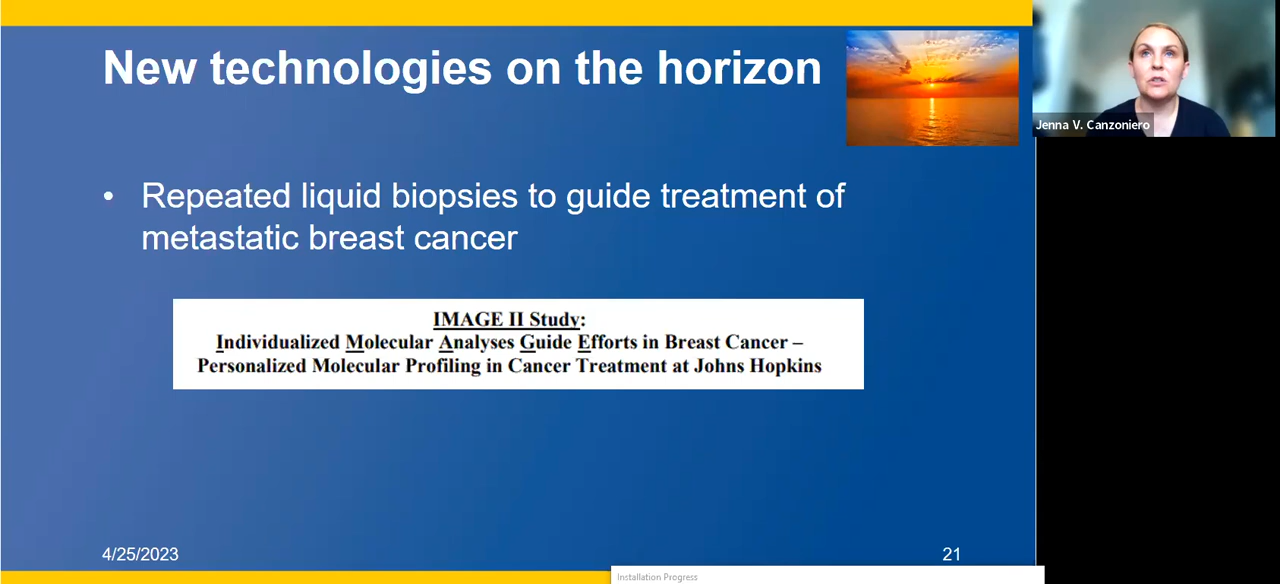 New technologies on the horizon
Jenna V. Canzoniero
• Repeated liquid biopsies to guide treatment of
metastatic breast cancer
IMAGE II Study:
Individualized Molecular Analyses Guide Efforts in Breast Cancer –
Personalized Molecular Profiling in Cancer Treatment at Johns Hopkins
4/25/2023
21
Installation Progress